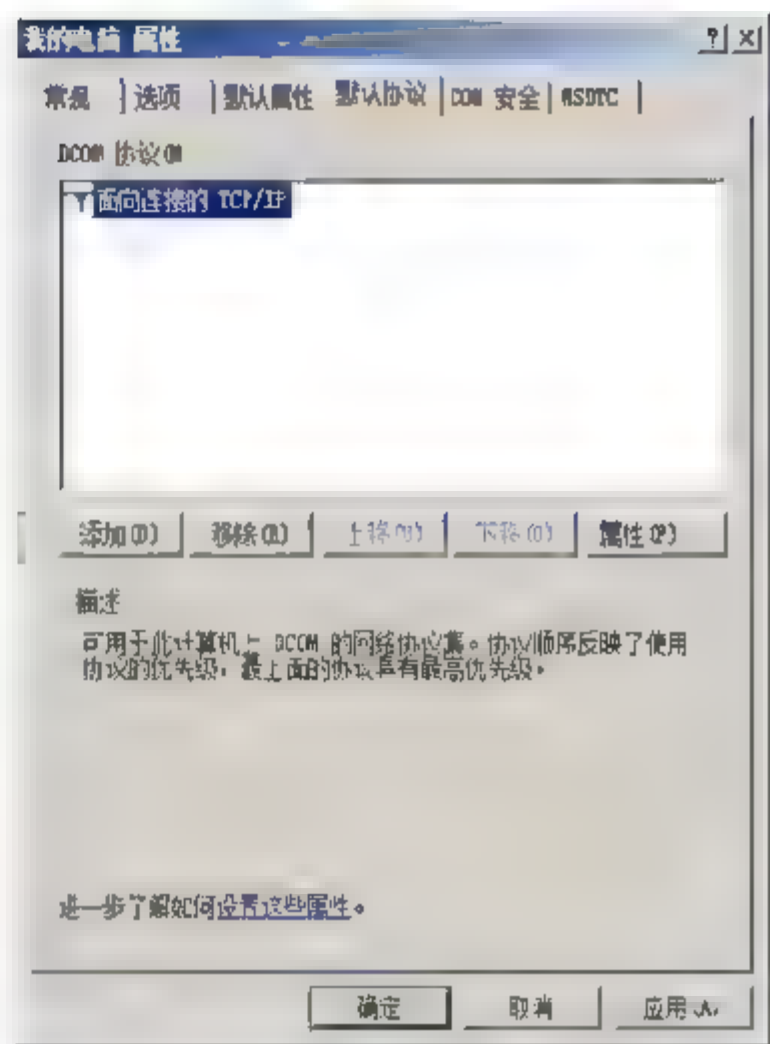 我的电脑 属性
常规 选项 默认属性 默认协议 COM 安全 MSDTC
DCOM 协议(M)
面向连接的 TCP/IP
添加(D) 移除(R) 上移(U) 下移(O) 属性(P)
描述
可用于此计算机上 DCOM 的网络协议集。协议顺序反映了使用
协议的优先级，最上面的协议具有最高优先级。
进一步了解如何设置这些属性。
确定 取消 应用(A)